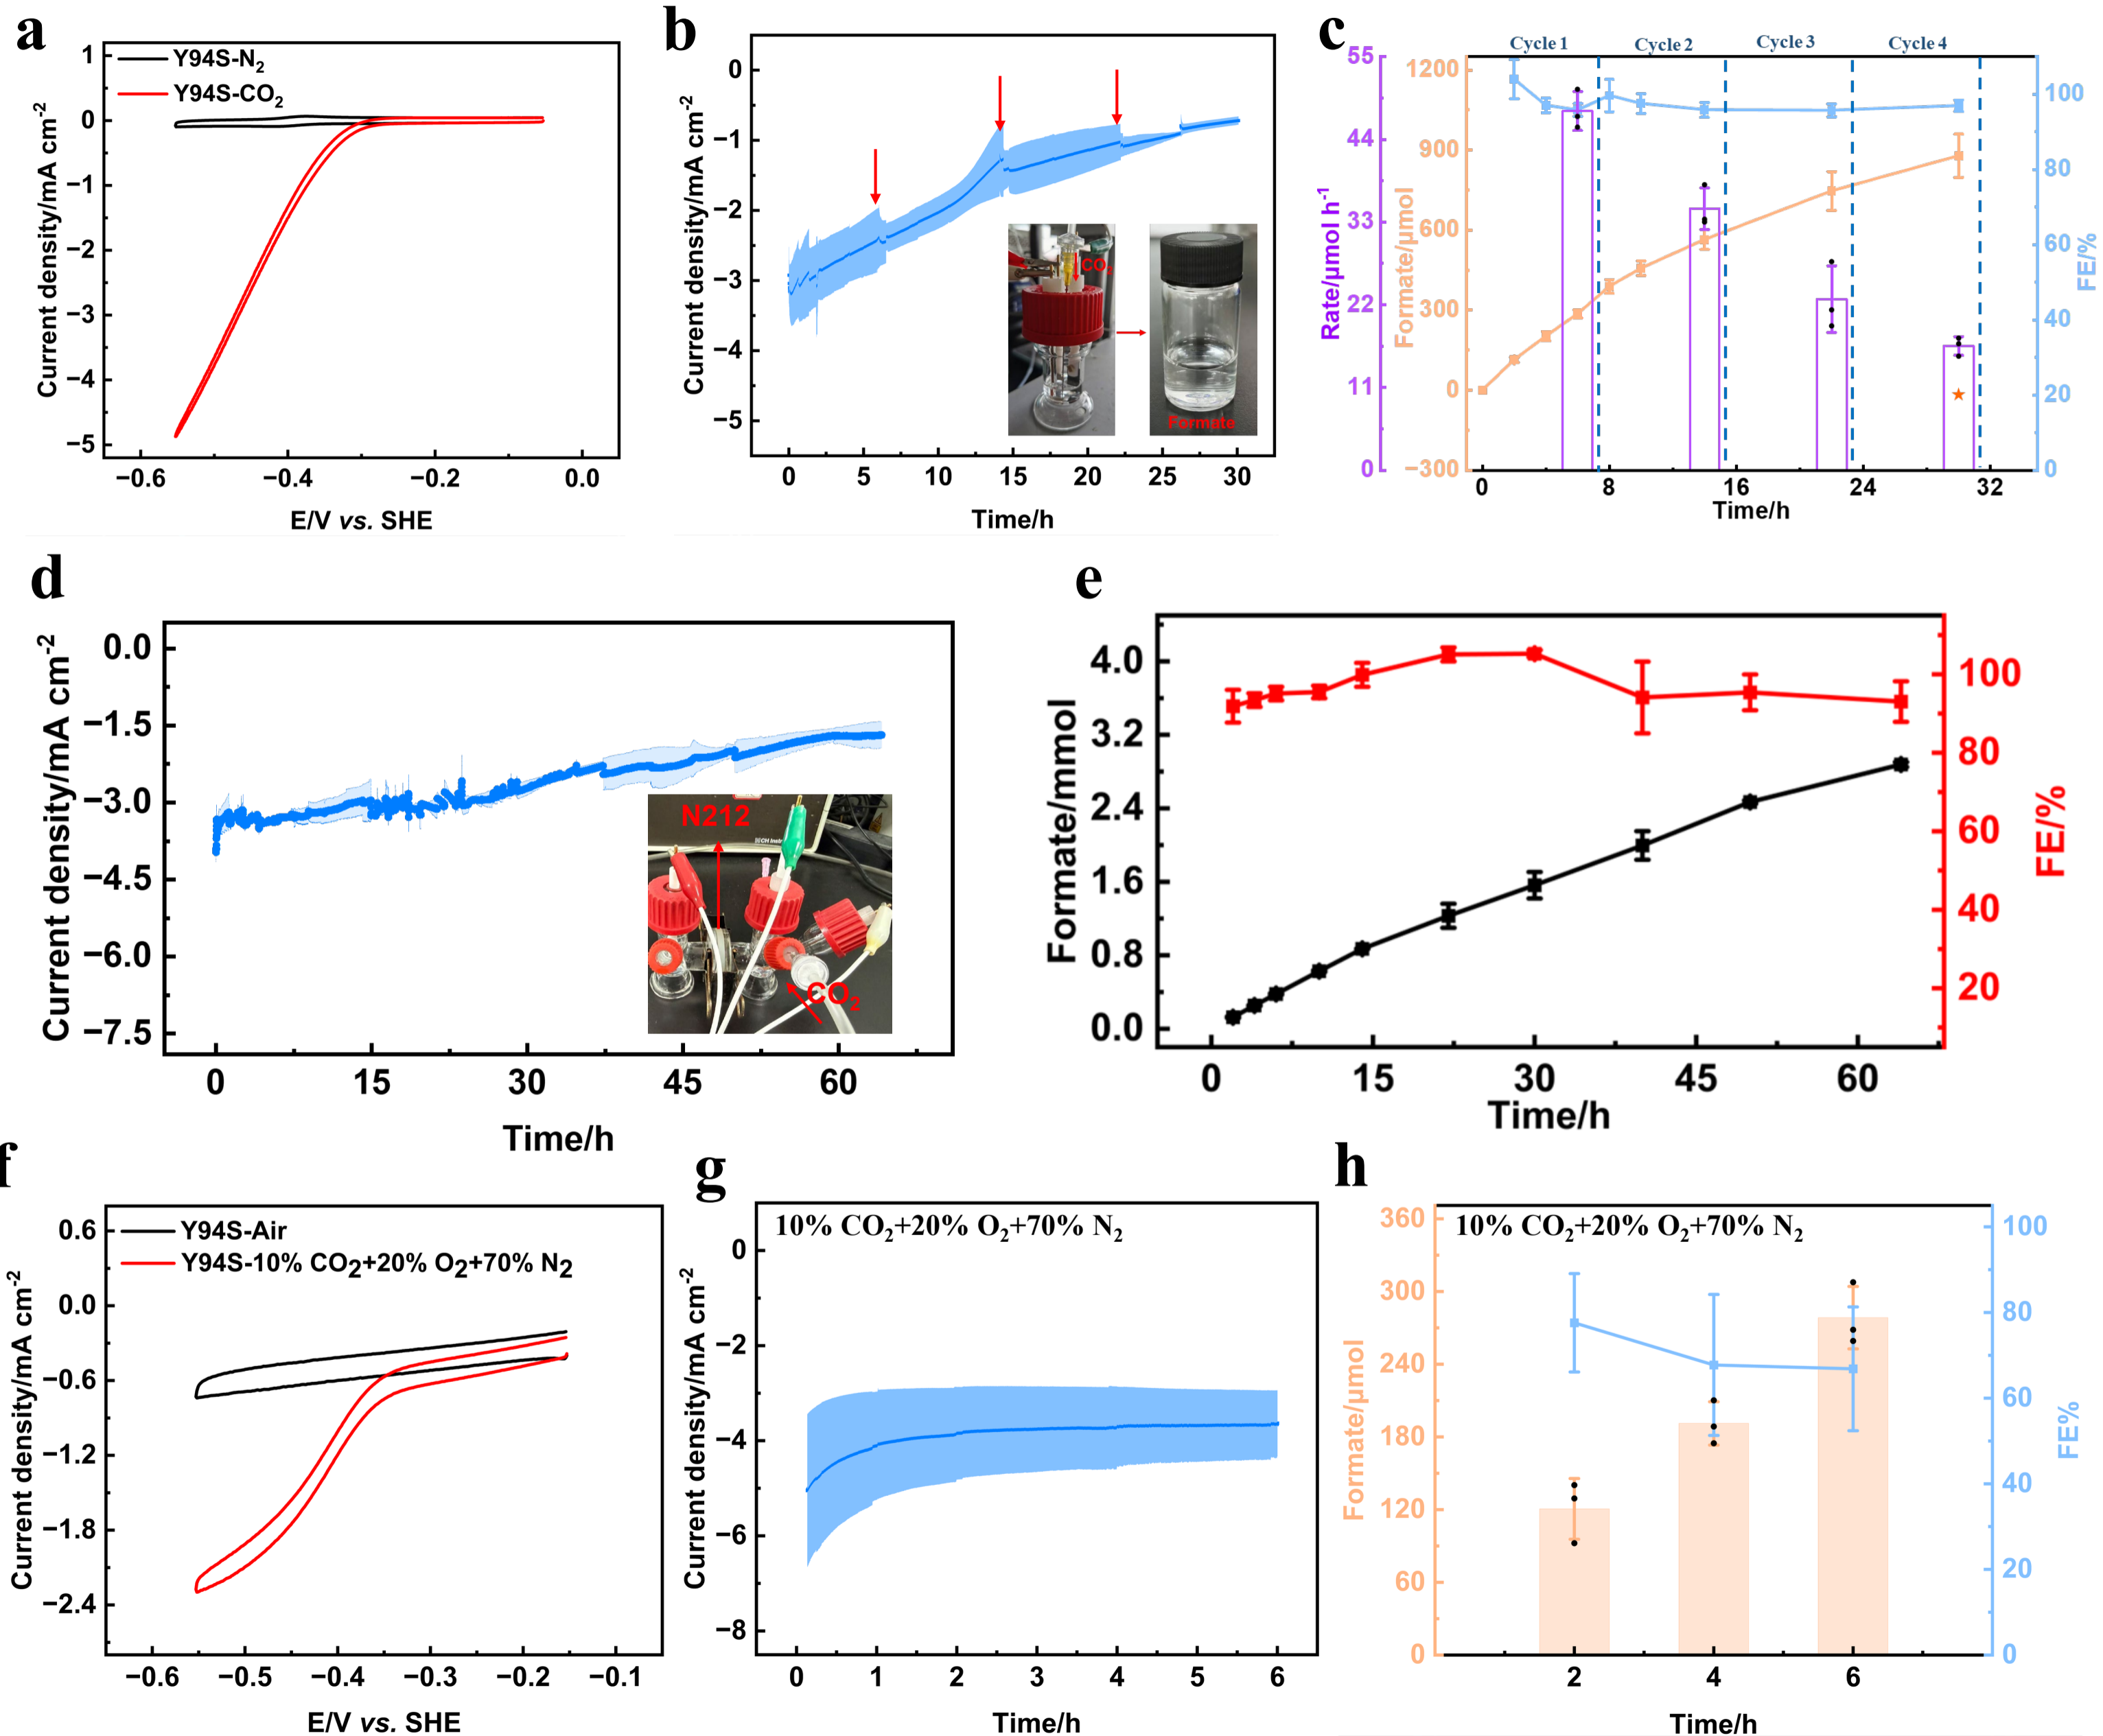 a
Y94S-N2
Y94S-CO2
1
0
−1
−2
−3
−4
−5
Current density/mA cm-2
−0.6
−0.4
−0.2
0.0
E/V vs. SHE
b
0
−1
−2
−3
−4
−5
Current density/mA cm-2
CO2
Formate
0
5
10
15
20
25
30
Time/h
c
Cycle 1
Cycle 2
Cycle 3
Cycle 4
55
44
33
22
11
0
Rate/μmol h-1
1200
900
600
300
0
−300
Formate/μmol
100
80
60
40
20
0
FE/%
0
8
16
24
32
Time/h
d
0.0
−1.5
−3.0
−4.5
−6.0
−7.5
Current density/mA cm-2
N212
CO2
0
15
30
45
60
Time/h
e
4.0
3.2
2.4
1.6
0.8
0.0
Formate/mmol
100
80
60
40
20
FE/%
0
15
30
45
60
Time/h
f
Y94S-Air
Y94S-10% CO2+20% O2+70% N2
0.6
0.0
−0.6
−1.2
−1.8
−2.4
Current density/mA cm-2
−0.6
−0.5
−0.4
−0.3
−0.2
−0.1
E/V vs. SHE
g
10% CO2+20% O2+70% N2
0
−2
−4
−6
−8
Current density/mA cm-2
0
1
2
3
4
5
6
Time/h
h
10% CO2+20% O2+70% N2
360
300
240
180
120
60
0
Formate/μmol
100
80
60
40
20
0
FE%
2
4
6
Time/h